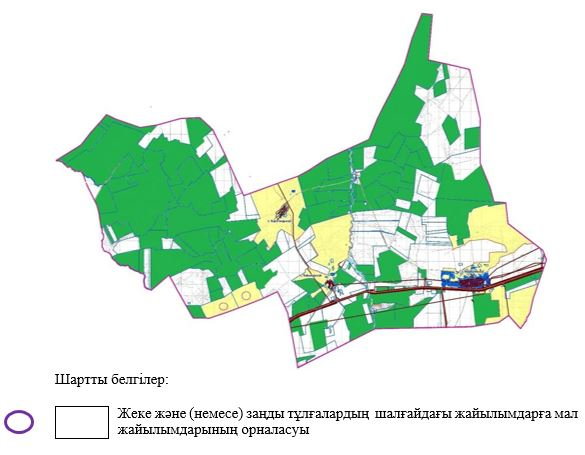 Шартты белгілер:
Жеке және (немесе) заңды тұлғалардың шалғайдағы жайылымдарға мал
жайылымдарының орналасуы